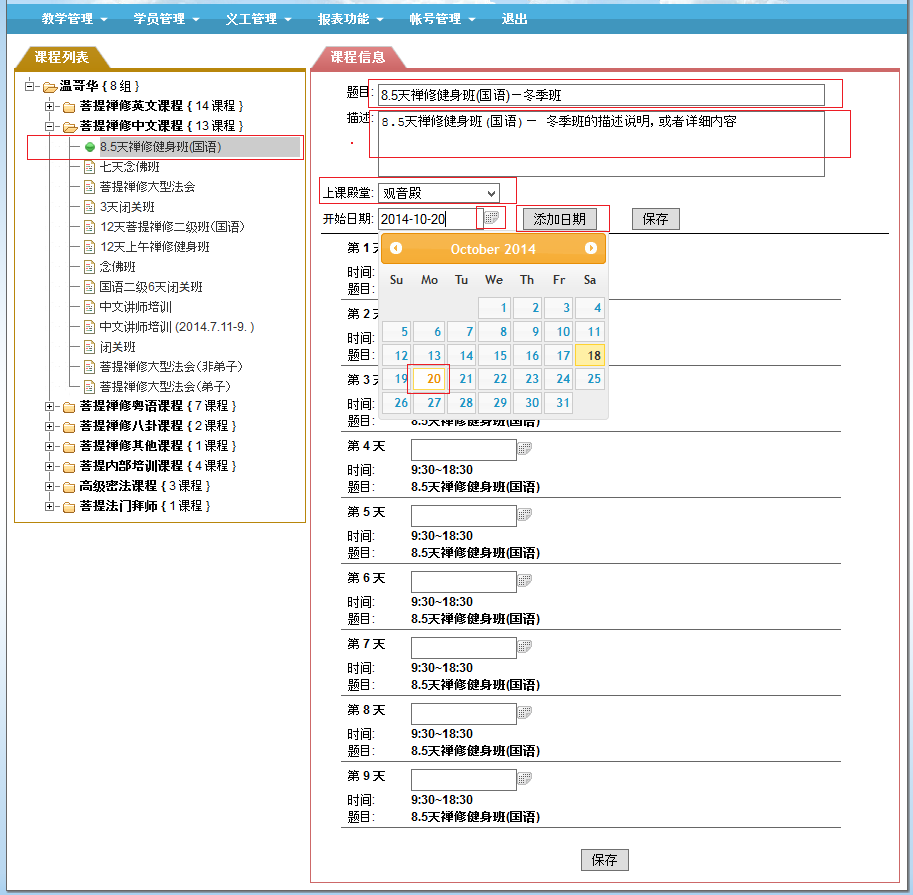 教学管理 学员管理 义工管理 报表功能 帐号管理 退出
课程列表
温哥华 { 8 组 }
菩提禅修英文课程 { 14 课程 }
菩提禅修中文课程 { 13 课程 }
8.5天禅修健身班(国语)
七天念佛班
菩提禅修大型法会
3天闭关班
12天菩提禅修二级班(国语)
12天上午禅修健身班
念佛班
国语二级6天闭关班
中文讲师培训
中文讲师培训 (2014.7.11-9. )
闭关班
菩提禅修大型法会(非弟子)
菩提禅修大型法会(弟子)
菩提禅修粤语课程 { 7 课程 }
菩提禅修八卦课程 { 2 课程 }
菩提禅修其他课程 { 1 课程 }
菩提内部培训课程 { 4 课程 }
高级密法课程 { 3 课程 }
菩提法门拜师 { 1 课程 }
课程信息
题目: 8.5天禅修健身班(国语)－冬季班
描述: 8.5天禅修健身班(国语)－ 冬季班的描述说明,或者详细内容
上课殿堂: 观音殿
开始日期: 2014-10-20 添加日期 保存
October 2014
Su Mo Tu We Th Fr Sa
1 2 3 4
5 6 7 8 9 10 11
12 13 14 15 16 17 18
19 20 21 22 23 24 25
26 27 28 29 30 31
第 1 天
时间:
题目:
第 2 天
时间:
题目:
第 3 天
时间:
题目: 8.5天禅修健身班(国语)
第 4 天
时间: 9:30~18:30
题目: 8.5天禅修健身班(国语)
第 5 天
时间: 9:30~18:30
题目: 8.5天禅修健身班(国语)
第 6 天
时间: 9:30~18:30
题目: 8.5天禅修健身班(国语)
第 7 天
时间: 9:30~18:30
题目: 8.5天禅修健身班(国语)
第 8 天
时间: 9:30~18:30
题目: 8.5天禅修健身班(国语)
第 9 天
时间: 9:30~18:30
题目: 8.5天禅修健身班(国语)
保存